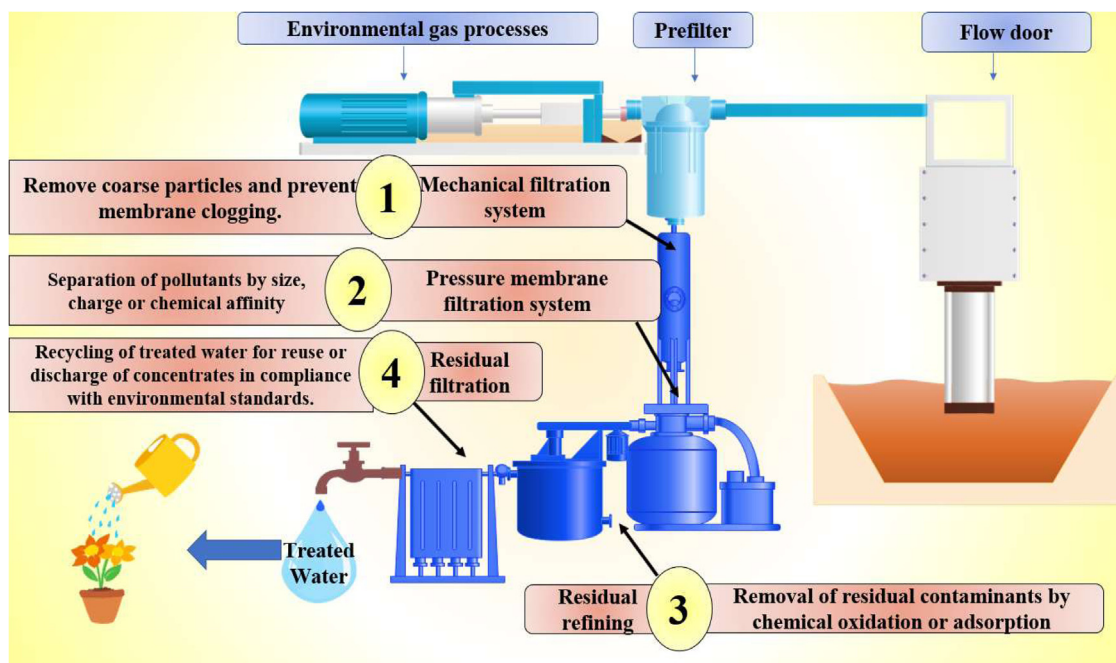 Environmental gas processes
Prefilter
Flow door
Remove coarse particles and prevent
membrane clogging.
1
Mechanical filtration
system
Separation of pollutants by size,
charge or chemical affinity
2
Pressure membrane
filtration system
Recycling of treated water for reuse or
discharge of concentrates in compliance
with environmental standards.
4
Residual
filtration
Treated
Water
Residual
refining
3
Removal of residual contaminants by
chemical oxidation or adsorption